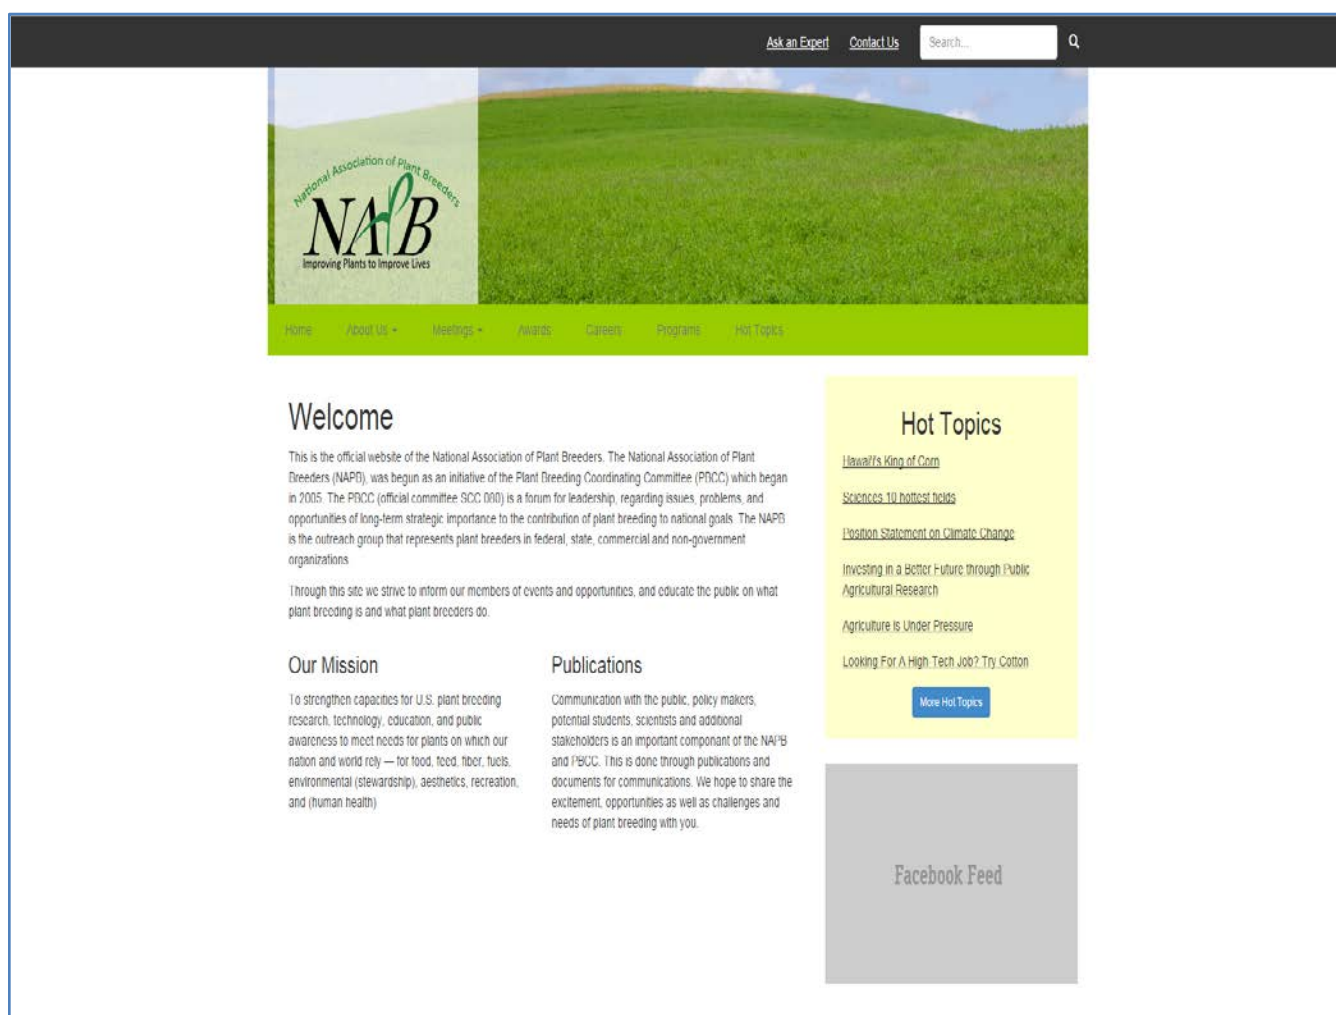 Ask an Expert Contact Us Search...
National Association of Plant Breeders
NAPB
Improving Plants to Improve Lives
Home About Us Meetings Awards Careers Programs Hot Topics
Welcome
This is the official website of the National Association of Plant Breeders. The National Association of Plant
Breeders (NAPB), was begun as an initiative of the Plant Breeding Coordinating Committee (PBCC) which began
in 2005. The PBCC (official committee SCC 080) is a forum for leadership, regarding issues, problems, and
opportunities of long-term strategic importance to the contribution of plant breeding to national goals. The NAPB
is the outreach group that represents plant breeders in federal, state, commercial and non-government
organizations.
Through this site we strive to inform our members of events and opportunities, and educate the public on what
plant breeding is and what plant breeders do.
Our Mission
To strengthen capacities for U.S. plant breeding
research, technology, education, and public
awareness to meet needs for plants on which our
nation and world rely — for food, feed, fiber, fuels,
environmental (stewardship), aesthetics, recreation,
and (human health)
Publications
Communication with the public, policy makers,
potential students, scientists and additional
stakeholders is an important componant of the NAPB
and PBCC. This is done through publications and
documents for communications. We hope to share the
excitement, opportunities as well as challenges and
needs of plant breeding with you.
Hot Topics
Hawai'i's King of Corn
Sciences 10 hottest fields
Position Statement on Climate Change
Investing in a Better Future through Public
Agricultural Research
Agriculture is Under Pressure
Looking For A High Tech Job? Try Cotton
More Hot Topics
Facebook Feed